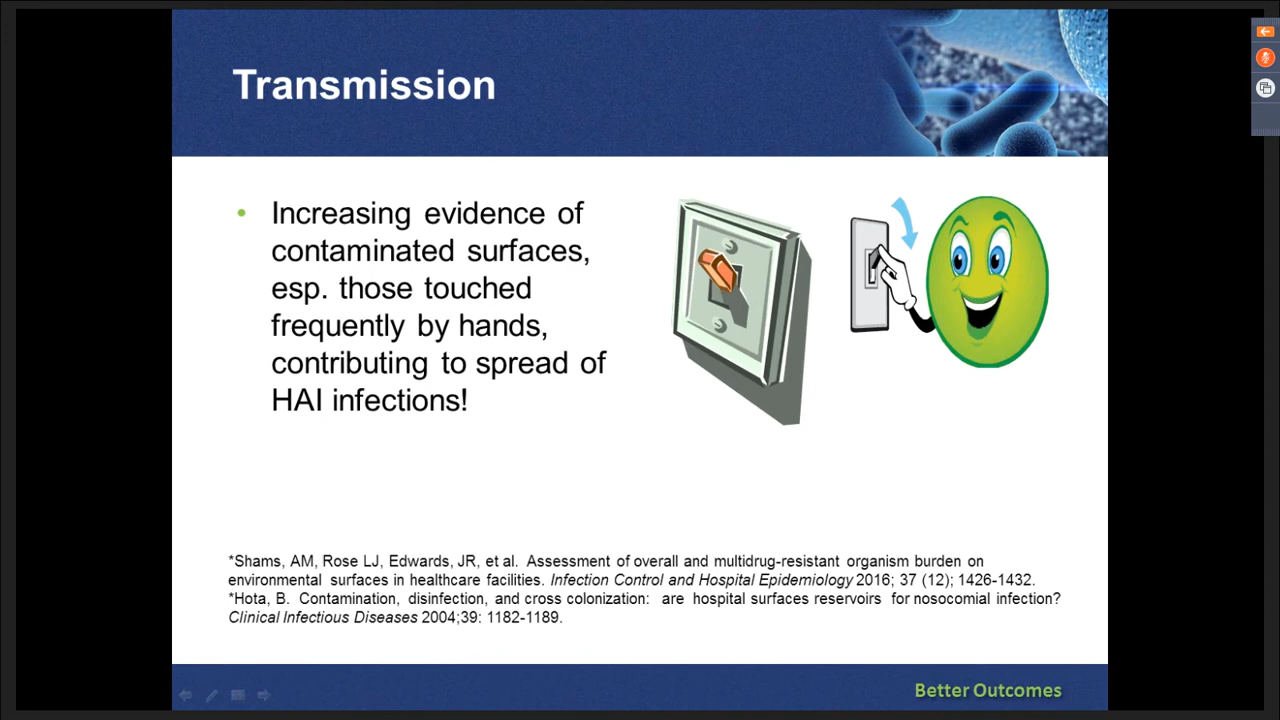 Transmission
• Increasing evidence of
contaminated surfaces,
esp. those touched
frequently by hands,
contributing to spread of
HAI infections!
*Shams, AM, Rose LJ, Edwards, JR, et al. Assessment of overall and multidrug-resistant organism burden on
environmental surfaces in healthcare facilities. Infection Control and Hospital Epidemiology 2016; 37 (12); 1426-1432.
*Hota, B. Contamination, disinfection, and cross colonization: are hospital surfaces reservoirs for nosocomial infection?
Clinical Infectious Diseases 2004;39: 1182-1189.
Better Outcomes